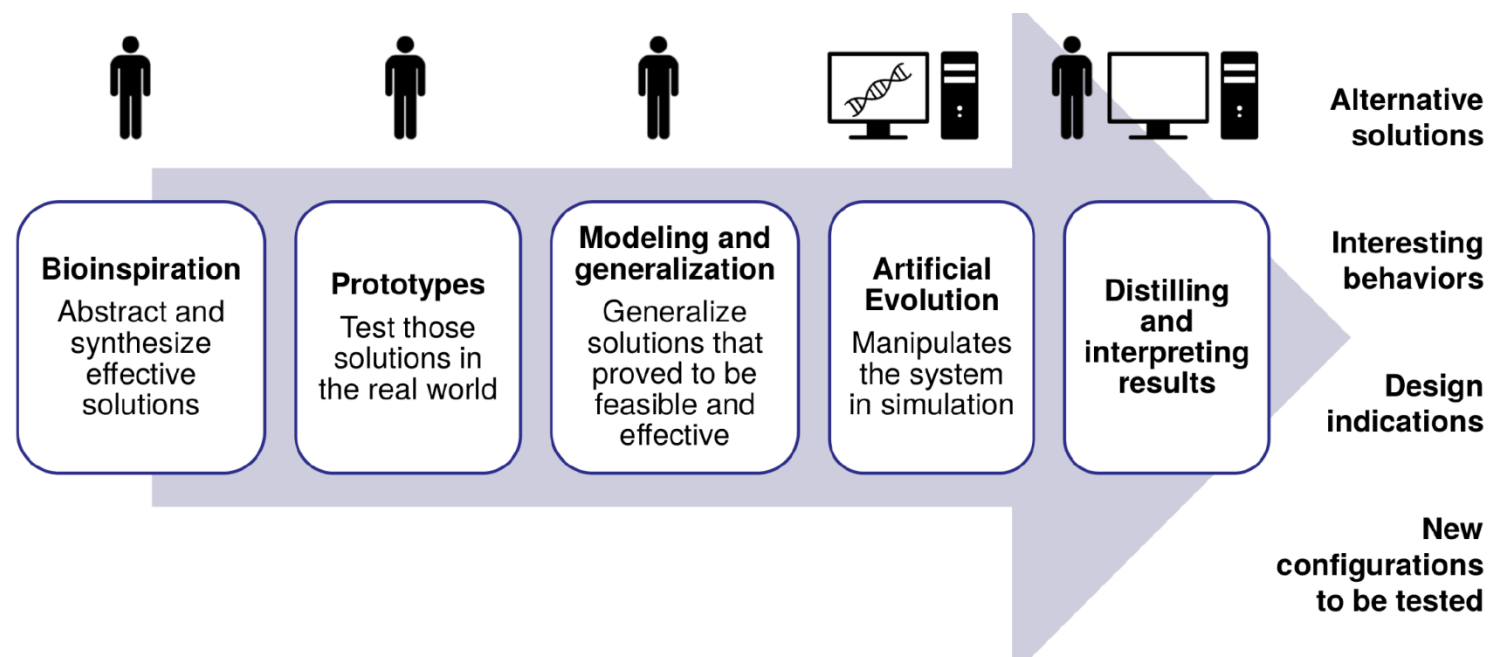 Bioinspiration
Abstract and
synthesize
effective
solutions
Prototypes
Test those
solutions in
the real world
Modeling and
generalization
Generalize
solutions that
proved to be
feasible and
effective
Artificial
Evolution
Manipulates
the system
in simulation
Distilling
and
interpreting
results
Alternative
solutions
Interesting
behaviors
Design
indications
New
configurations
to be tested